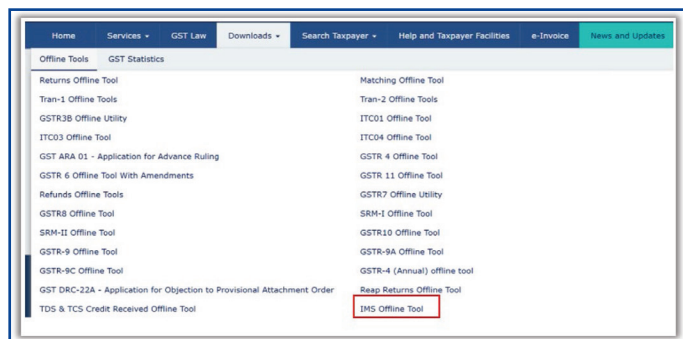 Home Services GST Law Downloads Search Taxpayer Help and Taxpayer Facilities e-Invoice News and Updates
Offline Tools GST Statistics
Returns Offline Tool Matching Offline Tool
Tran-1 Offline Tools Tran-2 Offline Tools
GSTR3B Offline Utility ITC01 Offline Tool
ITC03 Offline Tool ITC04 Offline Tool
GST ARA 01 - Application for Advance Ruling GSTR 4 Offline Tool
GSTR 6 Offline Tool With Amendments GSTR 11 Offline Tool
Refunds Offline Tools GSTR7 Offline Utility
GSTR8 Offline Tool SRM-I Offline Tool
SRM-II Offline Tool GSTR10 Offline Tool
GSTR-9 Offline Tool GSTR-9A Offline Tool
GSTR-9C Offline Tool GSTR-4 (Annual) offline tool
GST DRC-22A - Application for Objection to Provisional Attachment Order Reap Returns Offline Tool
TDS & TCS Credit Received Offline Tool IMS Offline Tool